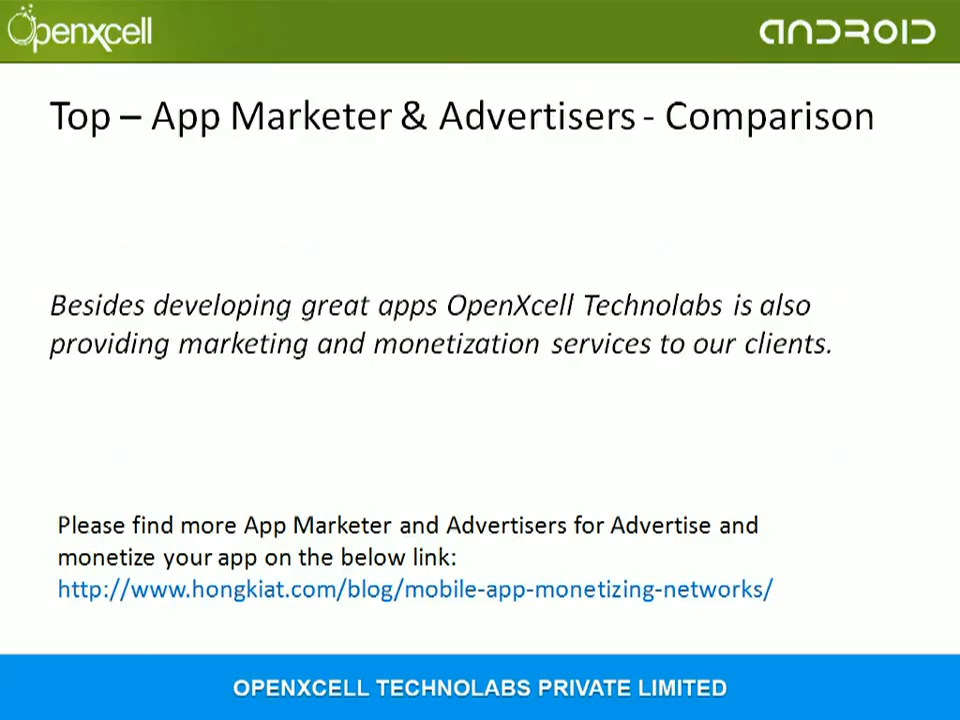 Openxcell
ANDROID
Top – App Marketer & Advertisers - Comparison
Besides developing great apps OpenXcell Technolabs is also
providing marketing and monetization services to our clients.
Please find more App Marketer and Advertisers for Advertise and
monetize your app on the below link:
http://www.hongkiat.com/blog/mobile-app-monetizing-networks/
OPENXCELL TECHNOLABS PRIVATE LIMITED